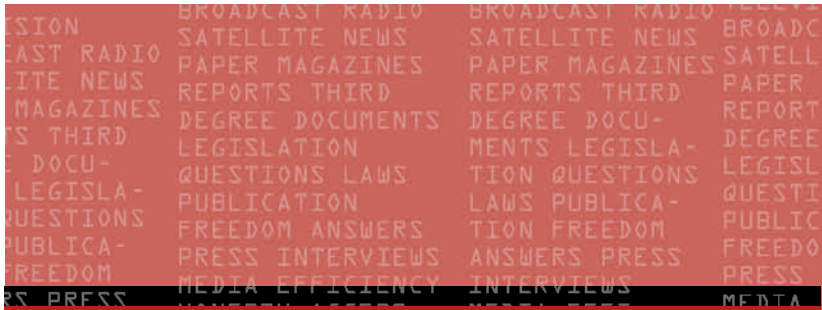 ISION
CAST RADIO
LITE NEWS
MAGAZINES
TS THIRD
E DOCU-
LEGISLA-
QUESTIONS
PUBLICA-
FREEDOM
RS PRESS
BROADCAST RADIO
SATELLITE NEWS
PAPER MAGAZINES
REPORTS THIRD
DEGREE DOCUMENTS
LEGISLATION
QUESTIONS LAWS
PUBLICATION
FREEDOM ANSWERS
PRESS INTERVIEWS
MEDIA EFFICIENCY
BROADCAST RADIO
SATELLITE NEWS
PAPER MAGAZINES
REPORTS THIRD
DEGREE DOCU-
MENTS LEGISLA-
TION QUESTIONS
LAWS PUBLICA-
TION FREEDOM
ANSWERS PRESS
INTERVIEWS
BROADC
SATELL
PAPER
REPORT
DEGREE
LEGISL
QUESTI
PUBLIC
FREEDO
PRESS
MEDIA